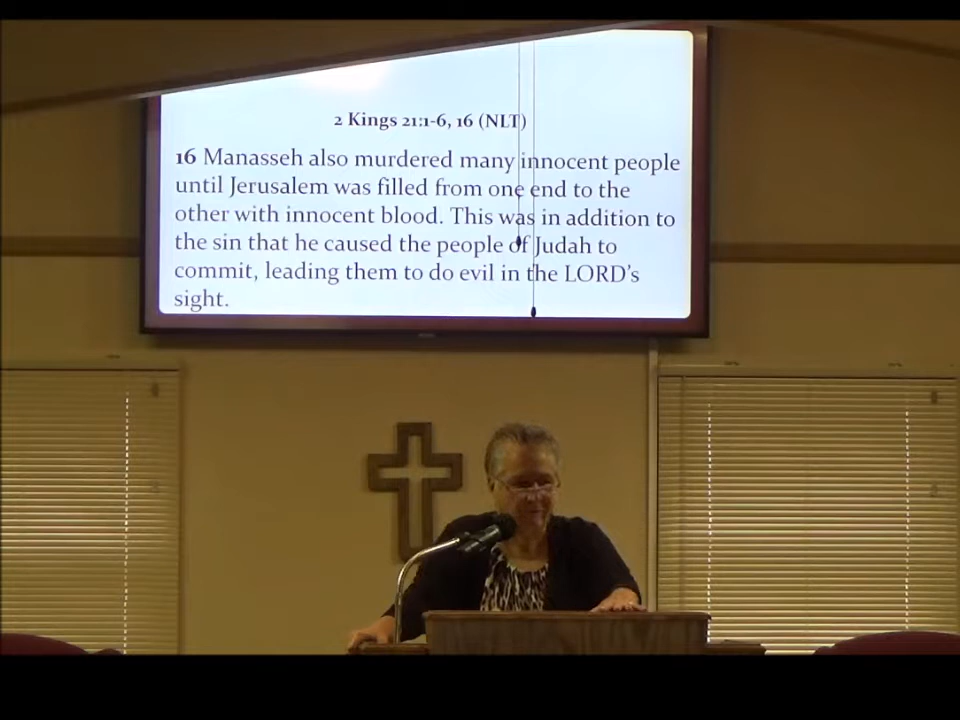 2 Kings 21:1-6, 16 (NLT)
16 Manasseh also murdered many innocent people
until Jerusalem was filled from one end to the
other with innocent blood. This was in addition to
the sin that he caused the people of Judah to
commit, leading them to do evil in the LORD's
sight.